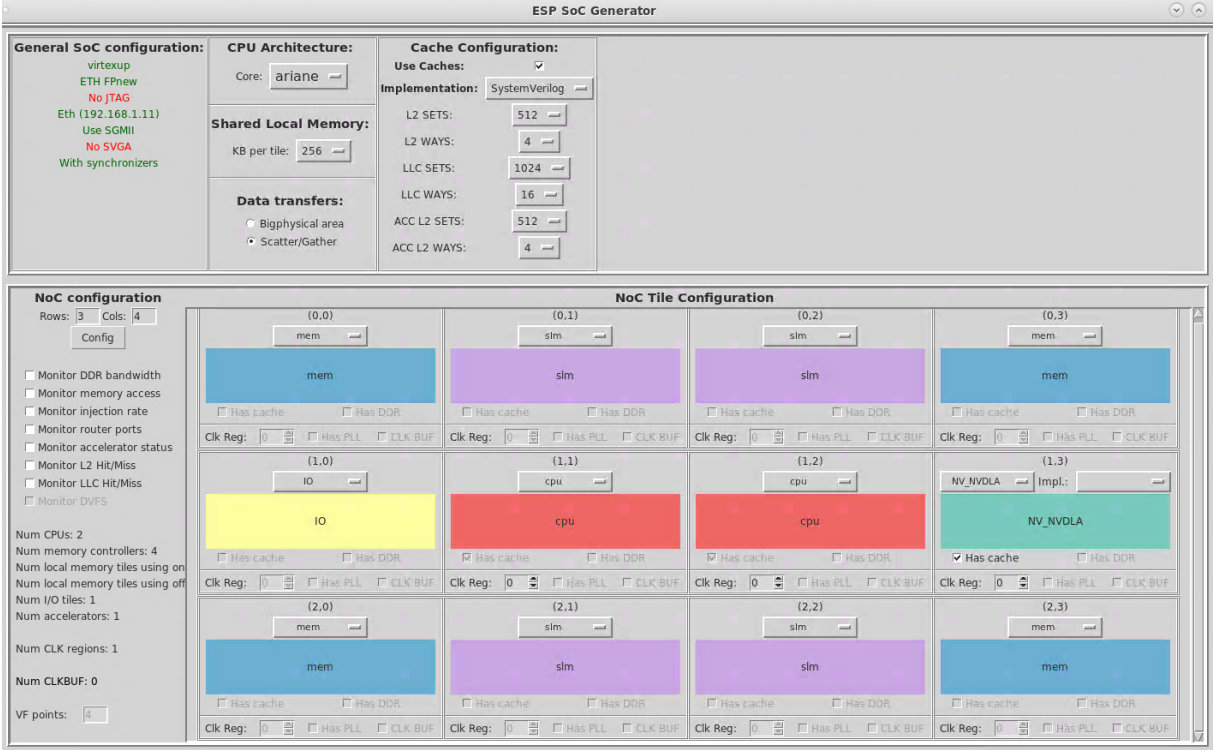 ESP SoC Generator
General SoC configuration:
virtexup
ETH FPnew
No JTAG
Eth (192.168.1.11)
Use SGMII
No SVGA
With synchronizers
CPU Architecture:
Core: ariane
Shared Local Memory:
KB per tile: 256
Data transfers:
Bigphysical area
Scatter/Gather
Cache Configuration:
Use Caches:
Implementation: SystemVerilog
L2 SETS: 512
L2 WAYS: 4
LLC SETS: 1024
LLC WAYS: 16
ACC L2 SETS: 512
ACC L2 WAYS: 4
NoC configuration
Rows: 3 Cols: 4
Config
Monitor DDR bandwidth
Monitor memory access
Monitor injection rate
Monitor router ports
Monitor accelerator status
Monitor L2 Hit/Miss
Monitor LLC Hit/Miss
Monitor DVFS
Num CPUs: 2
Num memory controllers: 4
Num local memory tiles using on
Num local memory tiles using off
Num I/O tiles: 1
Num accelerators: 1
Num CLK regions: 1
Num CLKBUF: 0
VF points: 4
NoC Tile Configuration
(0,0) (0,1) (0,2) (0,3)
mem slm slm mem
mem slm slm mem
Has cache Has DDR Has cache Has DDR Has cache Has DDR Has cache Has DDR
Clk Reg: 0 Has PLL CLK BUF Clk Reg: 0 Has PLL CLK BUF Clk Reg: 0 Has PLL CLK BUF Clk Reg: 0 Has PLL CLK BUF
(1,0) (1,1) (1,2) (1,3)
IO cpu cpu NV_NVDLA Impl.:
IO cpu cpu NV_NVDLA
Has cache Has DDR Has cache Has DDR Has cache Has DDR Has cache Has DDR
Clk Reg: 0 Has PLL CLK BUF Clk Reg: 0 Has PLL CLK BUF Clk Reg: 0 Has PLL CLK BUF Clk Reg: 0 Has PLL CLK BUF
(2,0) (2,1) (2,2) (2,3)
mem slm slm mem
mem slm slm mem
Has cache Has DDR Has cache Has DDR Has cache Has DDR Has cache Has DDR
Clk Reg: 0 Has PLL CLK BUF Clk Reg: 0 Has PLL CLK BUF Clk Reg: 0 Has PLL CLK BUF Clk Reg: 0 Has PLL CLK BUF